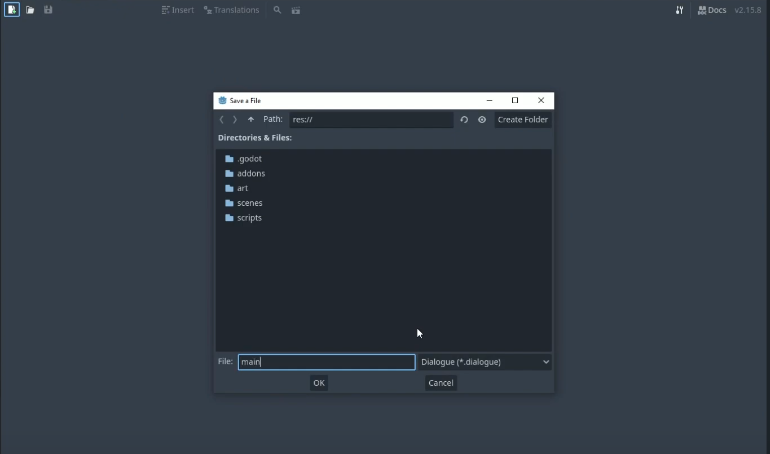 Insert Translations Docs v2.15.8
Save a File
Path: res:// Create Folder
Directories & Files:
.godot
addons
art
scenes
scripts
File: main Dialogue (*.dialogue)
OK Cancel